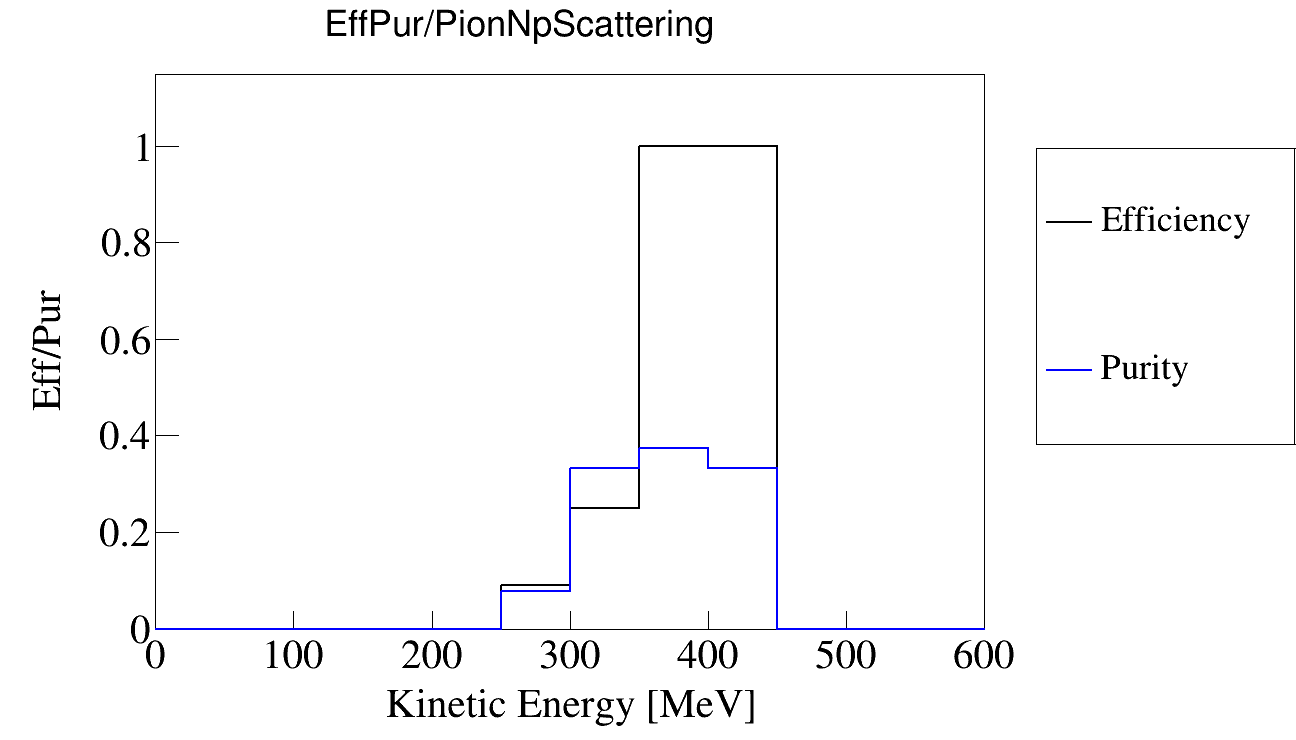 EffPur/PionNpScattering
1
0.8
0.6
0.4
0.2
0
Eff/Pur
0 100 200 300 400 500 600
Kinetic Energy [MeV]
Efficiency
Purity